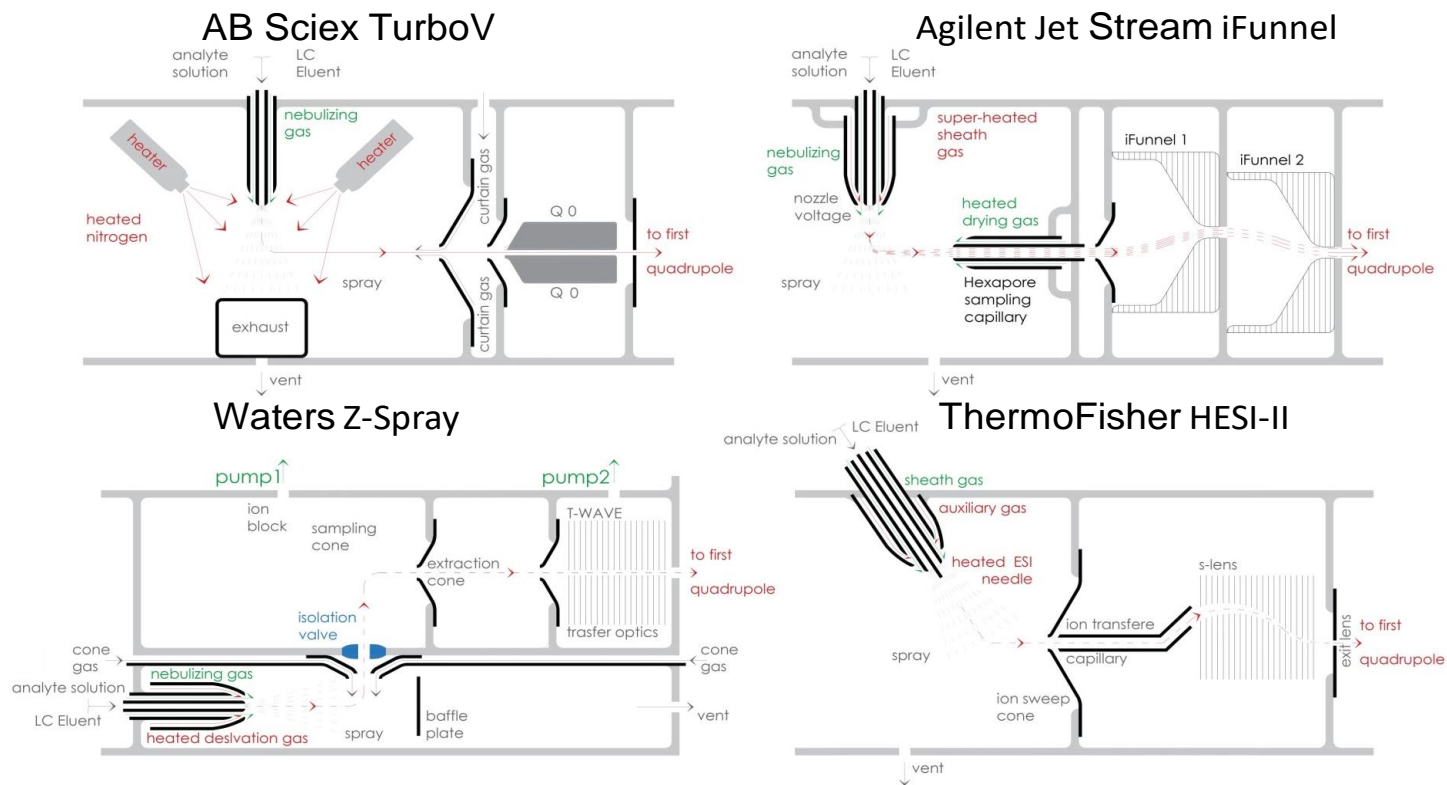 AB Sciex TurboV
analyte
solution
LC
Eluent
nebulizing
gas
heater
heater
heated
nitrogen
spray
exhaust
vent
curtain gas
curtain gas
Q 0
Q 0
to first
quadrupole
Agilent Jet Stream iFunnel
analyte
solution
LC
Eluent
super-heated
sheath
gas
nebulizing
gas
nozzle
voltage
heated
drying gas
spray
Hexapore
sampling
capillary
vent
iFunnel 1
iFunnel 2
to first
quadrupole
Waters Z-Spray
pump1
pump2
ion
block
sampling
cone
T-WAVE
extraction
cone
to first
quadrupole
isolation
valve
trasfer optics
cone
gas
cone
gas
nebulizing gas
analyte solution
LC Eluent
heated deslvation gas
spray
baffle
plate
vent
ThermoFisher HESI-II
analyte solution
LC Eluent
sheath gas
auxiliary gas
heated ESI
needle
s-lens
spray
ion transfere
capillary
ion sweep
cone
exit lens
to first
quadrupole
vent